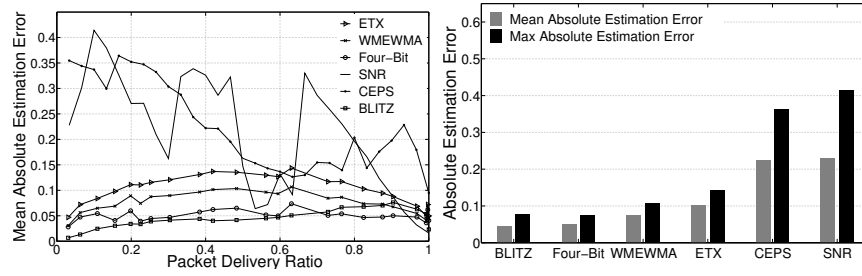 Mean Absolute Estimation Error
0.4
0.35
0.3
0.25
0.2
0.15
0.1
0.05
0
0
0.2
0.4
0.6
0.8
1
Packet Delivery Ratio
ETX
WMEWMA
Four−Bit
SNR
CEPS
BLITZ
Absolute Estimation Error
0.6
0.5
0.4
0.3
0.2
0.1
0
Mean Absolute Estimation Error
Max Absolute Estimation Error
BLITZ
Four−Bit
WMEWMA
ETX
CEPS
SNR